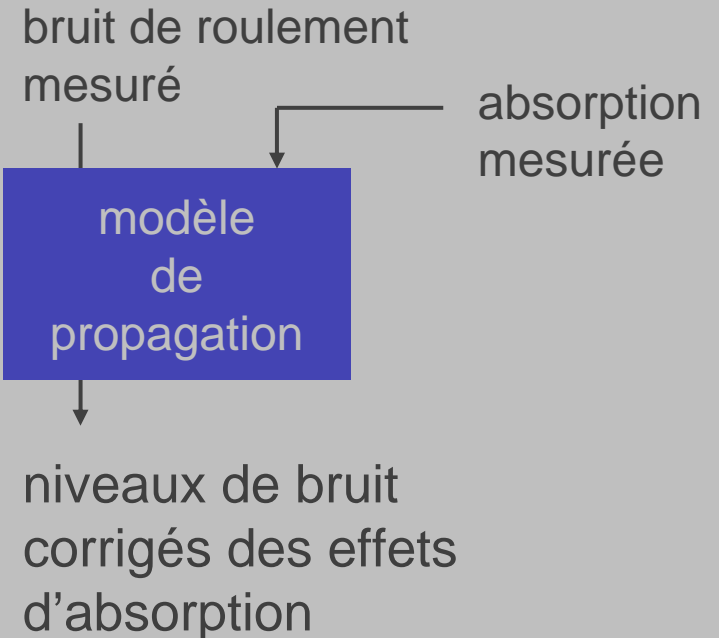 bruit de roulement
mesuré
absorption
mesurée
modèle
de
propagation
niveaux de bruit
corrigés des effets
d’absorption